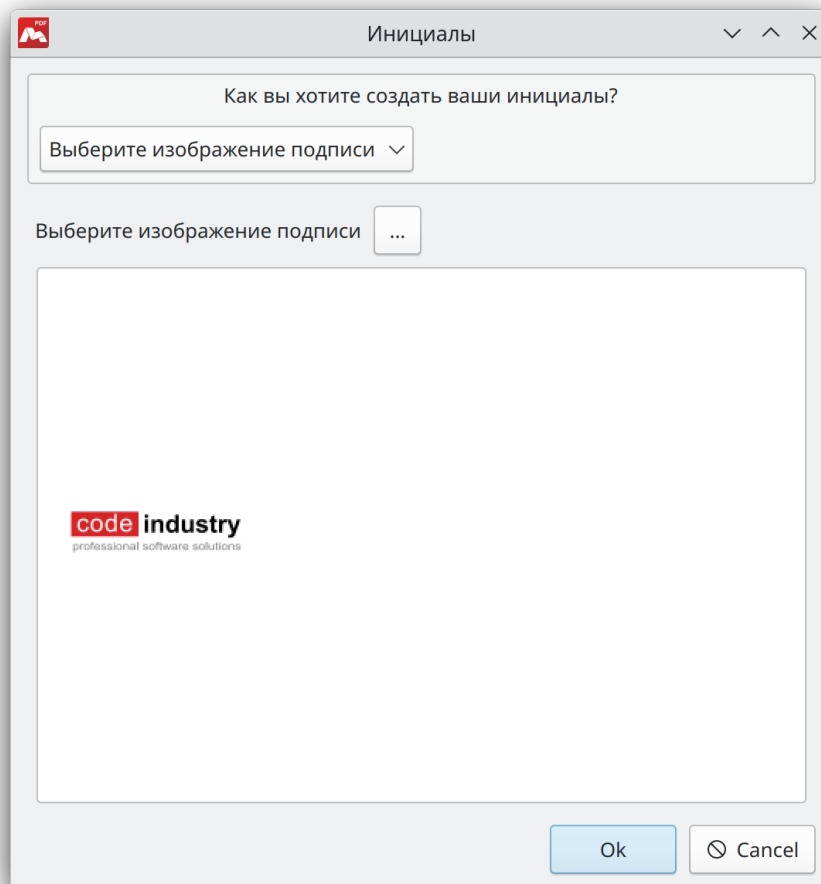 PDF
Инициалы
Как вы хотите создать ваши инициалы?
Выберите изображение подписи
Выберите изображение подписи ...
code industry
professional software solutions
Ok Cancel